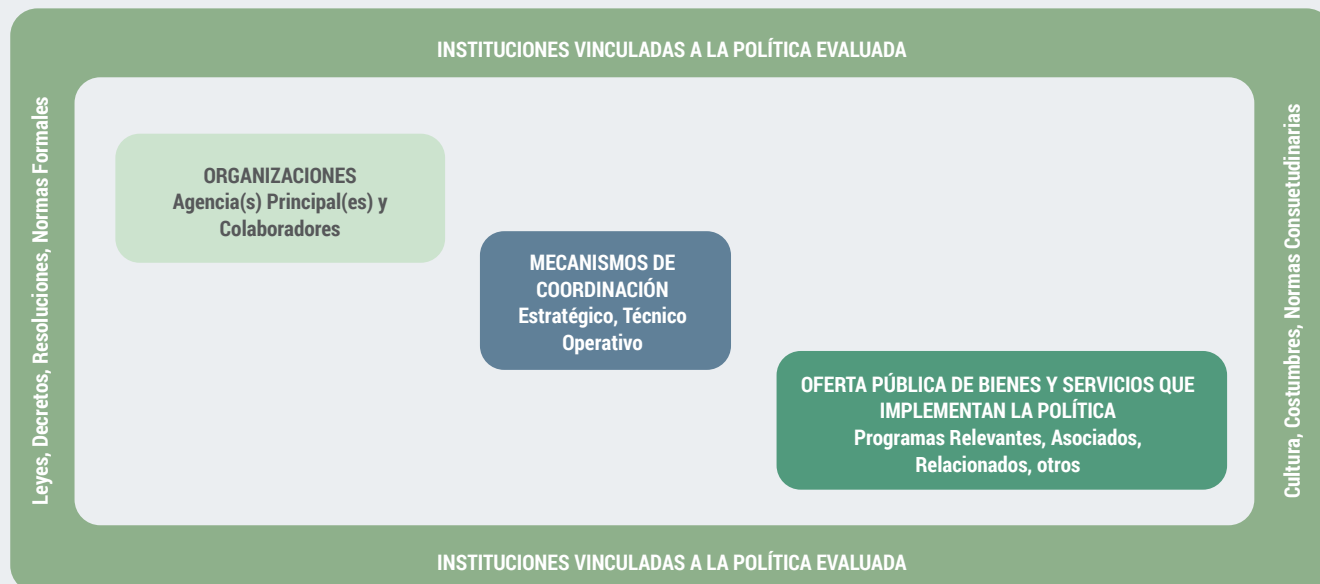 INSTITUCIONES VINCULADAS A LA POLÍTICA EVALUADA
Leyes, Decretos, Resoluciones, Normas Formales
ORGANIZACIONES
Agencia(s) Principal(es) y
Colaboradores
MECANISMOS DE
COORDINACIÓN
Estratégico, Técnico
Operativo
OFERTA PÚBLICA DE BIENES Y SERVICIOS QUE
IMPLEMENTAN LA POLÍTICA
Programas Relevantes, Asociados,
Relacionados, otros
Cultura, Costumbres, Normas Consuetudinarias
INSTITUCIONES VINCULADAS A LA POLÍTICA EVALUADA